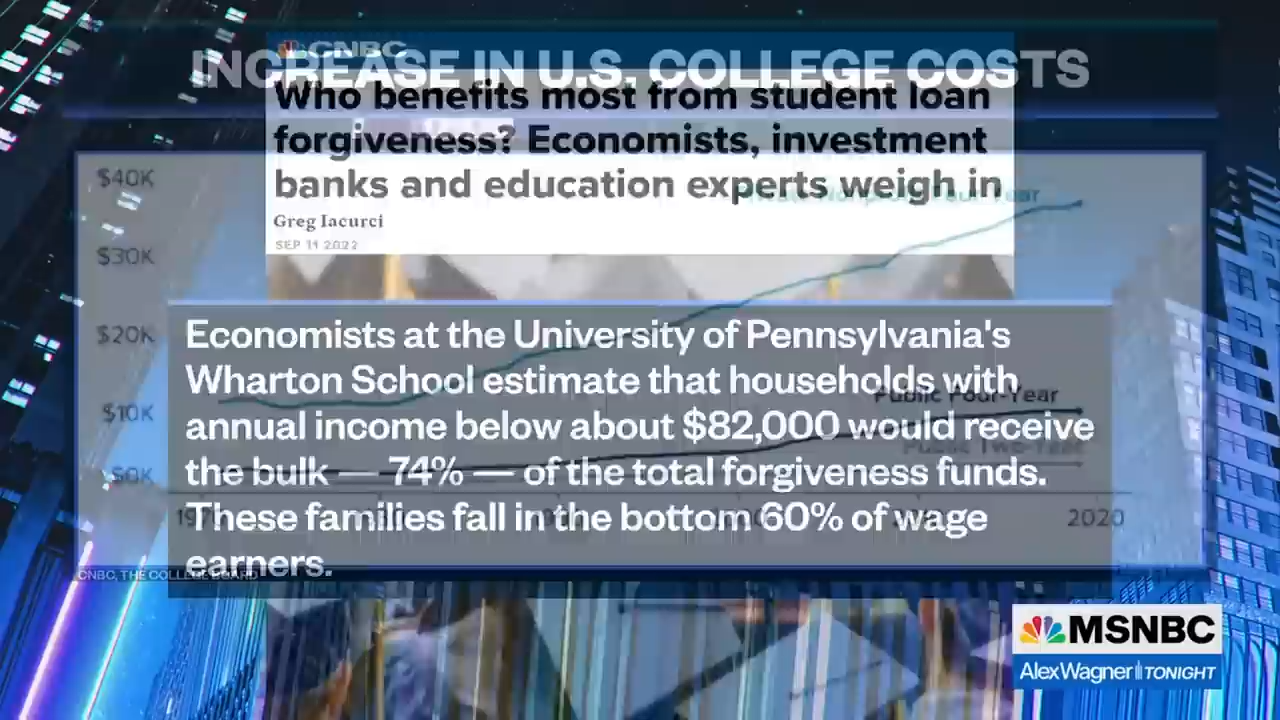 CNBC
INCREASE IN U.S. COLLEGE COSTS
Who benefits most from student loan
forgiveness? Economists, investment
banks and education experts weigh in
Greg Iacurci
SEP 11 2022
$40K
$30K
$20K
$10K
$0K
Economists at the University of Pennsylvania's
Wharton School estimate that households with
annual income below about $82,000 would receive
the bulk — 74% — of the total forgiveness funds.
These families fall in the bottom 60% of wage
earners.
Public Four-Year
Public Two-Year
2020
CNBC, THE COLLEGE BOARD
MSNBC
AlexWagner TONIGHT